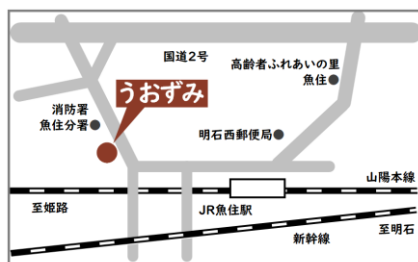 国道2号
高齢者ふれあいの里
魚住
うおずみ
消防署
魚住分署
明石西郵便局
山陽本線
至姫路
JR魚住駅
新幹線
至明石